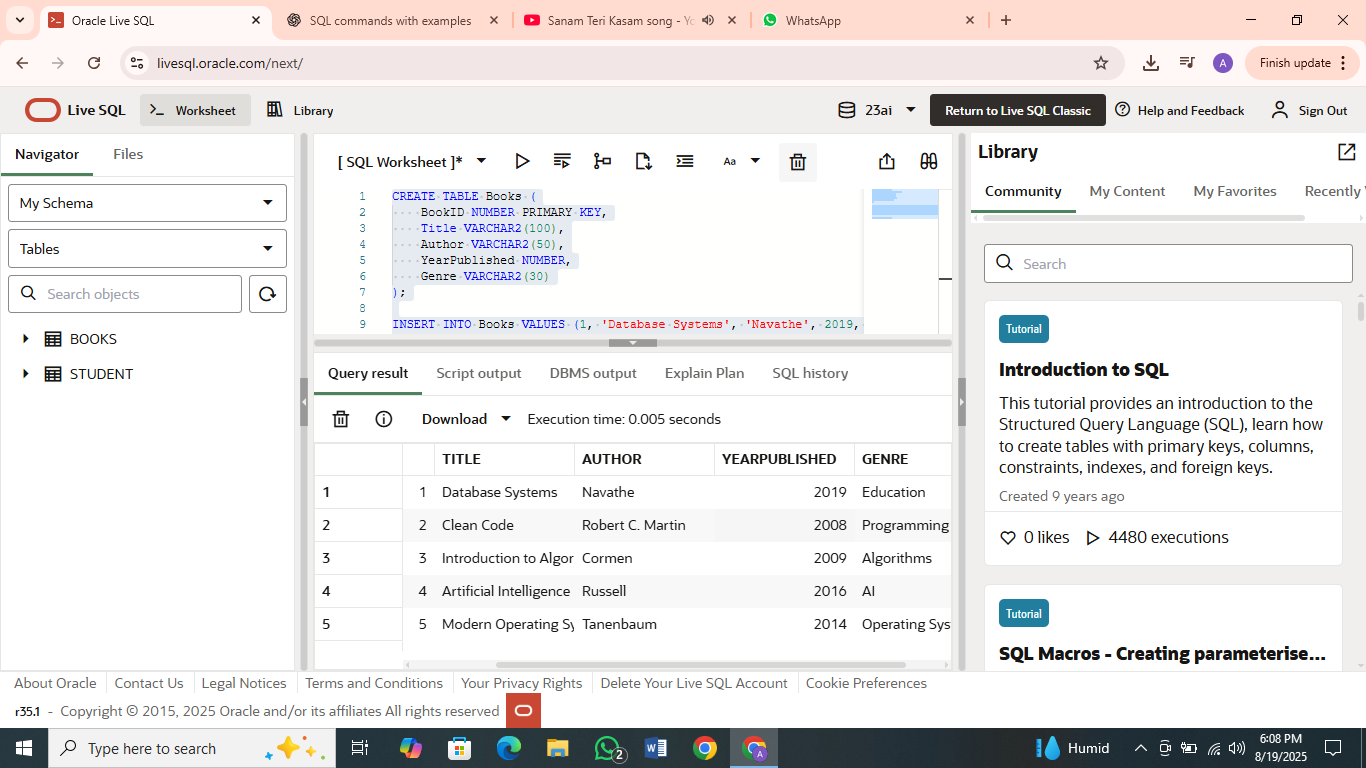 Oracle Live SQL
SQL commands with examples
Sanam Teri Kasam song - Yo
WhatsApp
livesql.oracle.com/next/
A
Finish update
Live SQL
Worksheet
Library
23ai
Return to Live SQL Classic
Help and Feedback
Sign Out
Navigator
Files
My Schema
Tables
Search objects
BOOKS
STUDENT
[ SQL Worksheet ]*
Aa
1 CREATE TABLE Books (
2 ····BookID NUMBER PRIMARY KEY,
3 ····Title VARCHAR2(100),
4 ····Author VARCHAR2(50),
5 ····YearPublished NUMBER,
6 ····Genre VARCHAR2(30)
7 );
8
9 INSERT INTO Books VALUES (1, 'Database Systems', 'Navathe', 2019,
Query result
Script output
DBMS output
Explain Plan
SQL history
Download
Execution time: 0.005 seconds
TITLE AUTHOR YEARPUBLISHED GENRE
1 1 Database Systems Navathe 2019 Education
2 2 Clean Code Robert C. Martin 2008 Programming
3 3 Introduction to Algor Cormen 2009 Algorithms
4 4 Artificial Intelligence Russell 2016 AI
5 5 Modern Operating Sy Tanenbaum 2014 Operating Sys
Library
Community
My Content
My Favorites
Recently
Search
Tutorial
Introduction to SQL
This tutorial provides an introduction to the
Structured Query Language (SQL), learn how
to create tables with primary keys, columns,
constraints, indexes, and foreign keys.
Created 9 years ago
0 likes
4480 executions
Tutorial
SQL Macros - Creating parameterise...
About Oracle
Contact Us
Legal Notices
Terms and Conditions
Your Privacy Rights
Delete Your Live SQL Account
Cookie Preferences
r35.1 - Copyright © 2015, 2025 Oracle and/or its affiliates All rights reserved
Type here to search
2
A
Humid
6:08 PM
8/19/2025